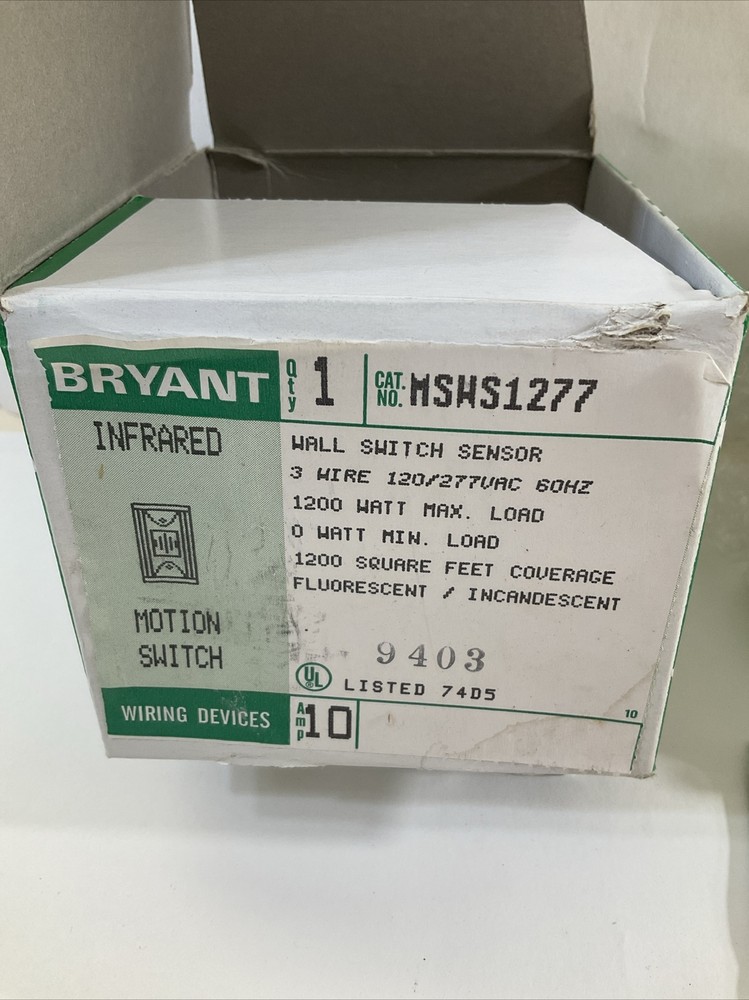 BRYANT
Qty 1
CAT. NO. MSWS1277
INFRARED
MOTION
SWITCH
WALL SWITCH SENSOR
3 WIRE 120/277VAC 60HZ
1200 WATT MAX. LOAD
0 WATT MIN. LOAD
1200 SQUARE FEET COVERAGE
FLUORESCENT / INCANDESCENT
9403
UL LISTED 74D5
WIRING DEVICES
Amp 10
10